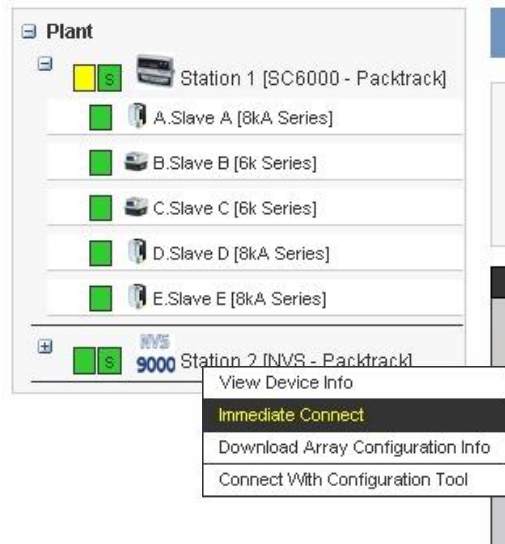 Plant
S Station 1 [SC6000 - Packtrack]
A.Slave A [8kA Series]
B.Slave B [6k Series]
C.Slave C [6k Series]
D.Slave D [8kA Series]
E.Slave E [8kA Series]
NVS
S 9000 Station 2 [NVS - Packtrack]
View Device Info
Immediate Connect
Download Array Configuration Info
Connect With Configuration Tool